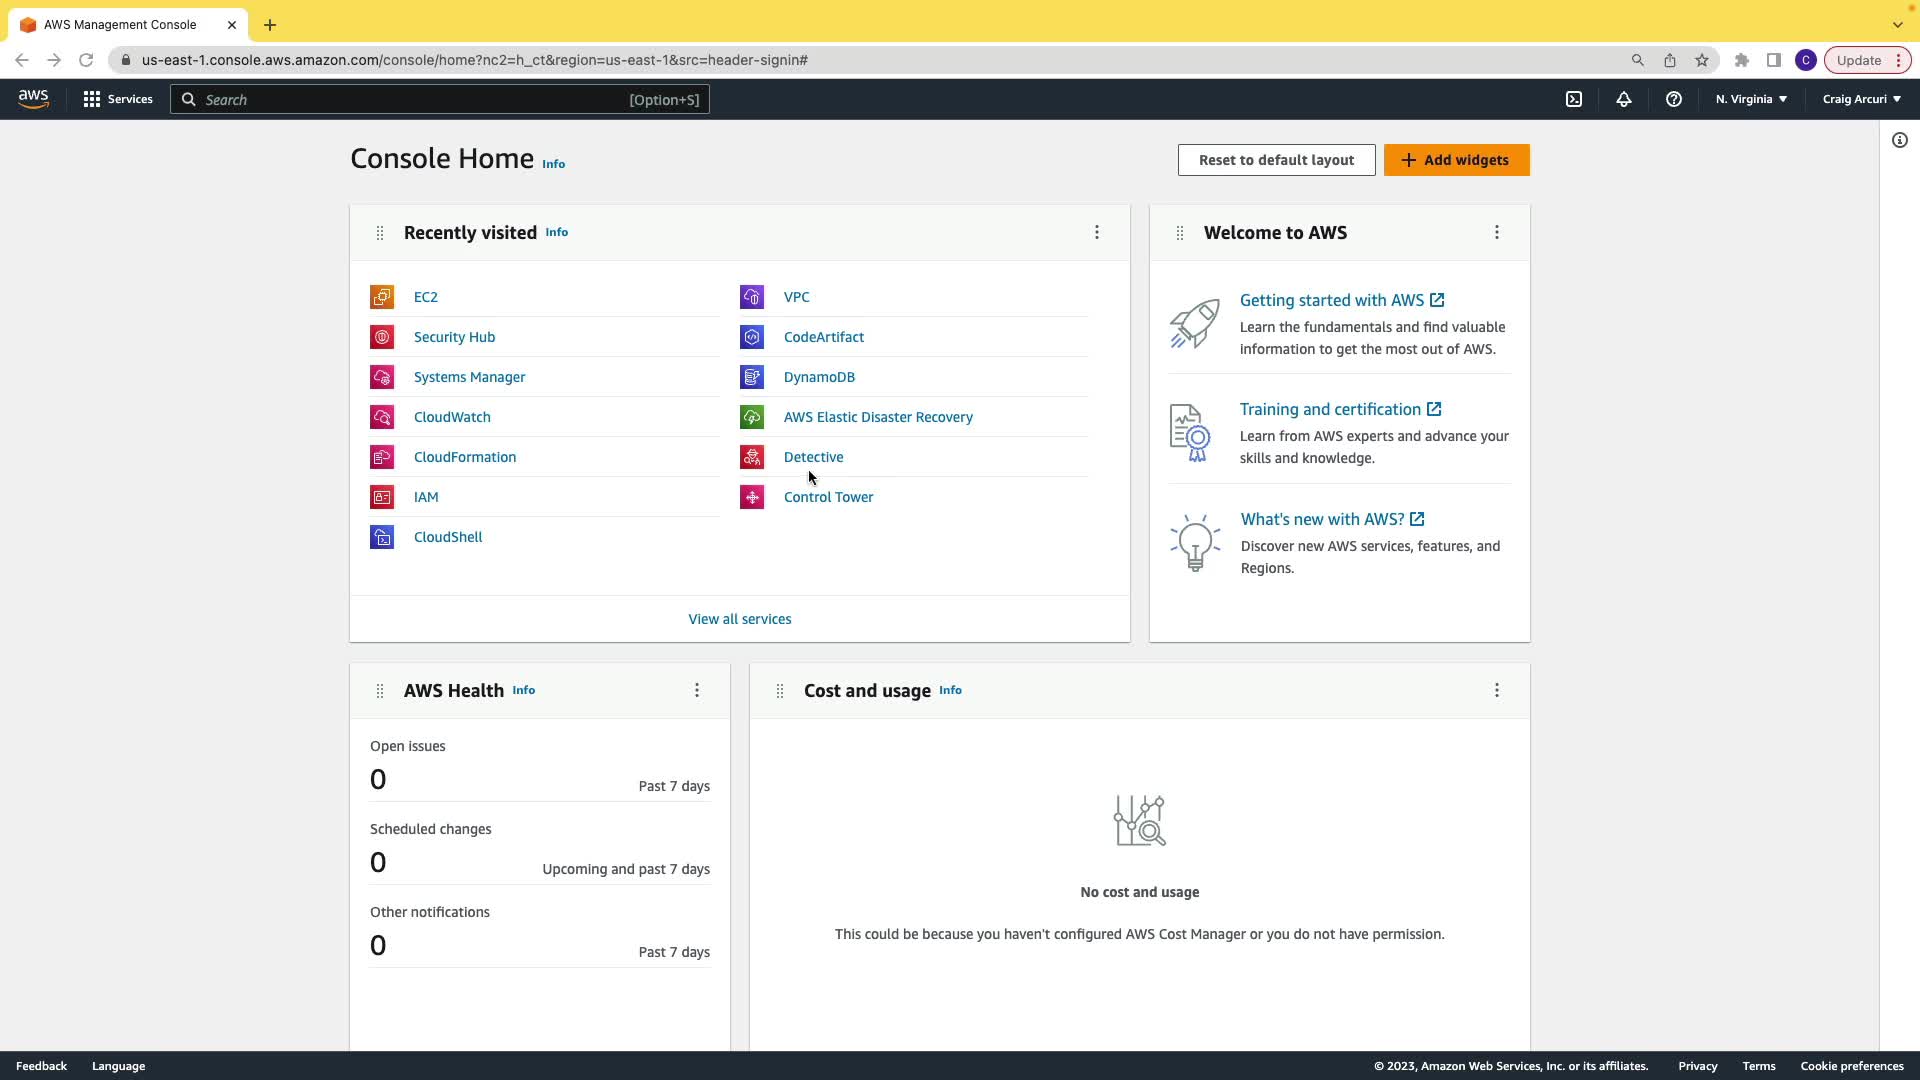 AWS Management Console
us-east-1.console.aws.amazon.com/console/home?nc2=h_ct&region=us-east-1&src=header-signin#
C
Update
aws
Services
Search
[Option+S]
N. Virginia
Craig Arcuri
Console Home Info
Reset to default layout
Add widgets
Recently visited Info
EC2
Security Hub
Systems Manager
CloudWatch
CloudFormation
IAM
CloudShell
VPC
CodeArtifact
DynamoDB
AWS Elastic Disaster Recovery
Detective
Control Tower
View all services
Welcome to AWS
Getting started with AWS
Learn the fundamentals and find valuable
information to get the most out of AWS.
Training and certification
Learn from AWS experts and advance your
skills and knowledge.
What's new with AWS?
Discover new AWS services, features, and
Regions.
AWS Health Info
Open issues
0
Past 7 days
Scheduled changes
0
Upcoming and past 7 days
Other notifications
0
Past 7 days
Cost and usage Info
No cost and usage
This could be because you haven't configured AWS Cost Manager or you do not have permission.
Feedback
Language
© 2023, Amazon Web Services, Inc. or its affiliates.
Privacy
Terms
Cookie preferences